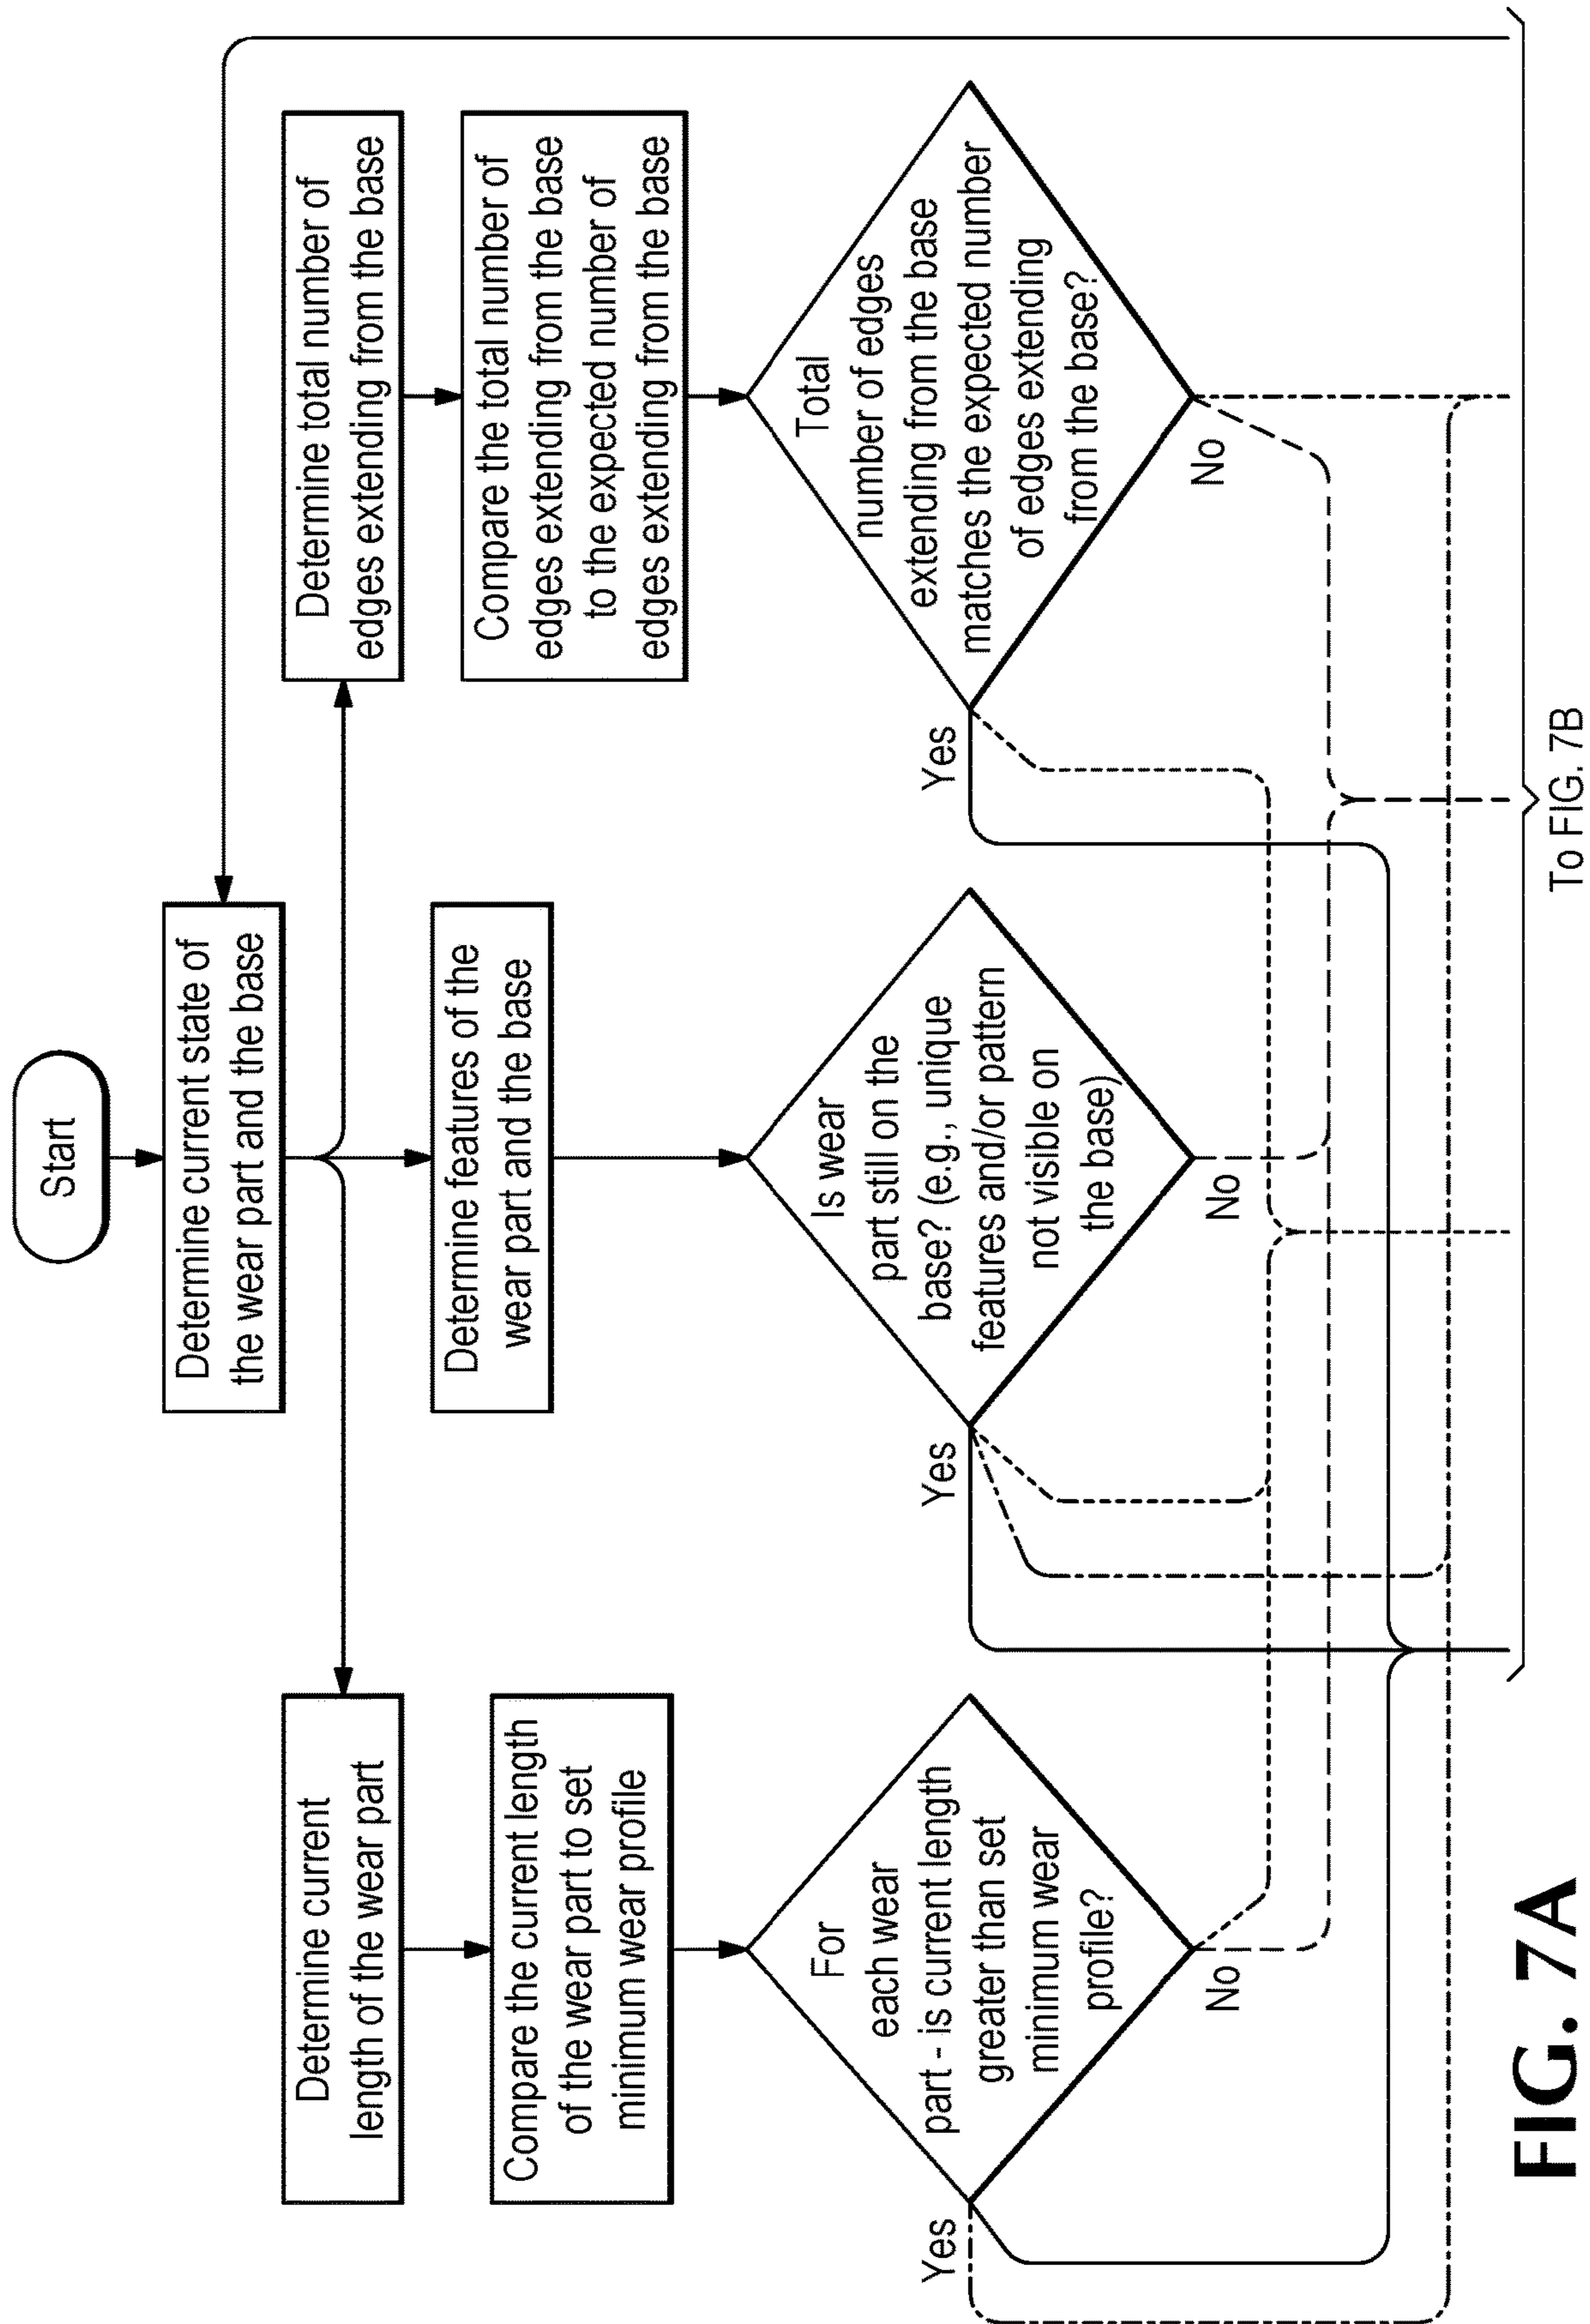 Start
Determine current state of
the wear part and the base
Determine current
length of the wear part
Compare the current length
of the wear part to set
minimum wear profile
For
each wear
part - is current length
greater than set
minimum wear
profile?
Yes
No
Determine features of the
wear part and the base
Is wear
part still on the
base? (e.g., unique
features and/or pattern
not visible on
the base)
Yes
No
Determine total number of
edges extending from the base
Compare the total number of
edges extending from the base
to the expected number of
edges extending from the base
Total
number of edges
extending from the base
matches the expected number
of edges extending
from the base?
Yes
No
To FIG. 7B
FIG. 7A